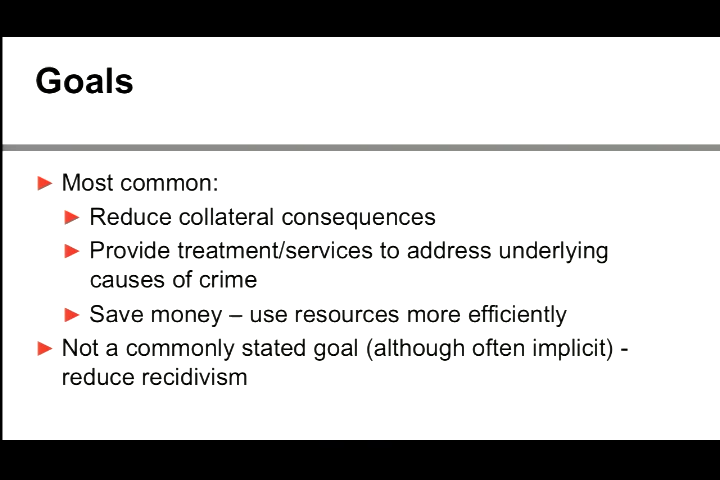 Goals
Most common:
Reduce collateral consequences
Provide treatment/services to address underlying
causes of crime
Save money – use resources more efficiently
Not a commonly stated goal (although often implicit) -
reduce recidivism